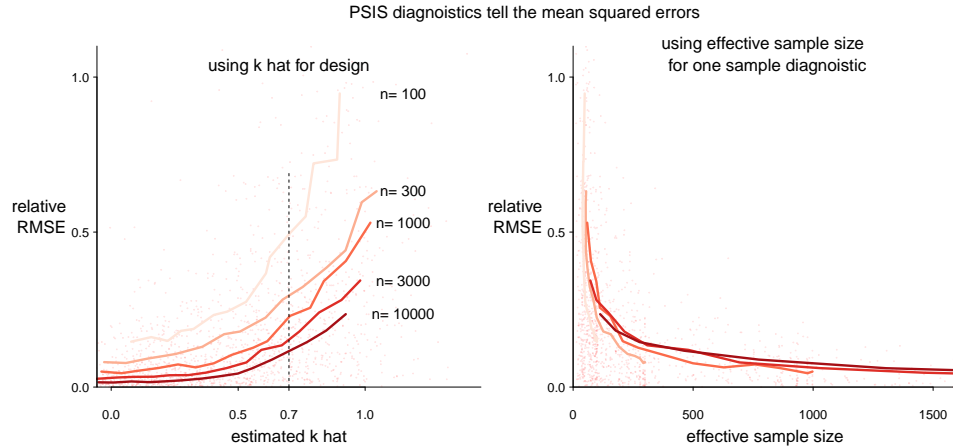 PSIS diagnostics tell the mean squared errors
using k hat for design
n= 100
n= 300
n= 1000
n= 3000
n= 10000
relative
RMSE
1.0
0.5
0.0
0.0
0.5
0.7
1.0
estimated k hat
using effective sample size
for one sample diagnostic
relative
RMSE
1.0
0.5
0.0
0
500
1000
1500
effective sample size